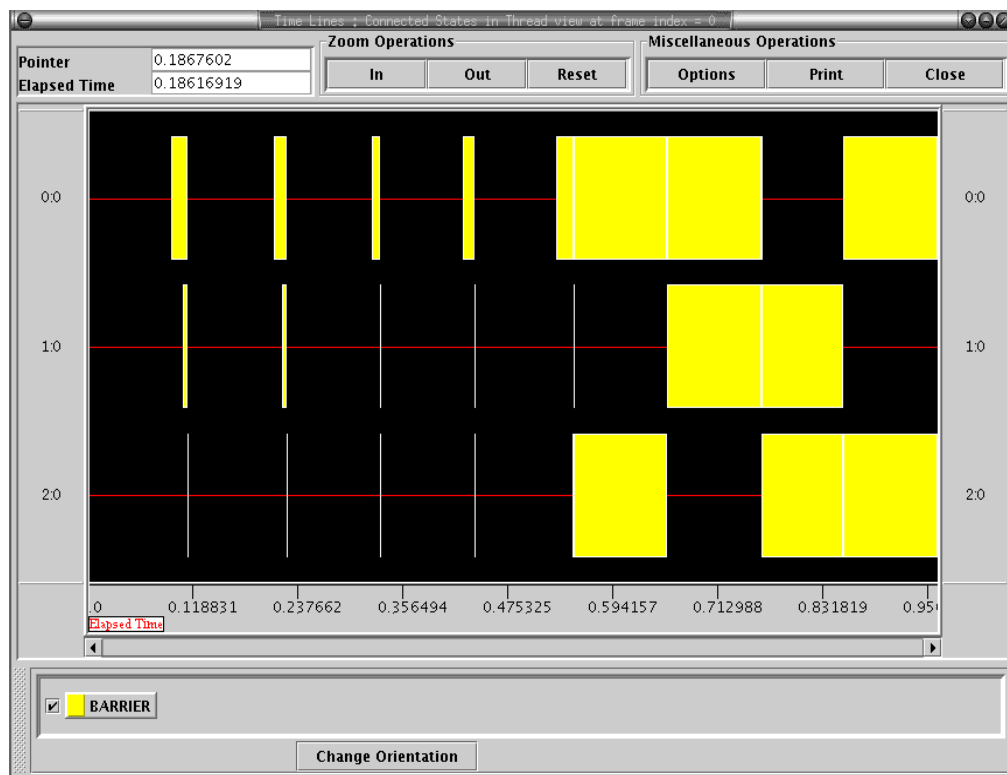 Time Lines : Connected States in Thread view at frame index = 0
Pointer 0.1867602
Elapsed Time 0.18616919
Zoom Operations
In Out Reset
Miscellaneous Operations
Options Print Close
0:0 0:0
1:0 1:0
2:0 2:0
.0 0.118831 0.237662 0.356494 0.475325 0.594157 0.712988 0.831819 0.95
Elapsed Time
BARRIER
Change Orientation